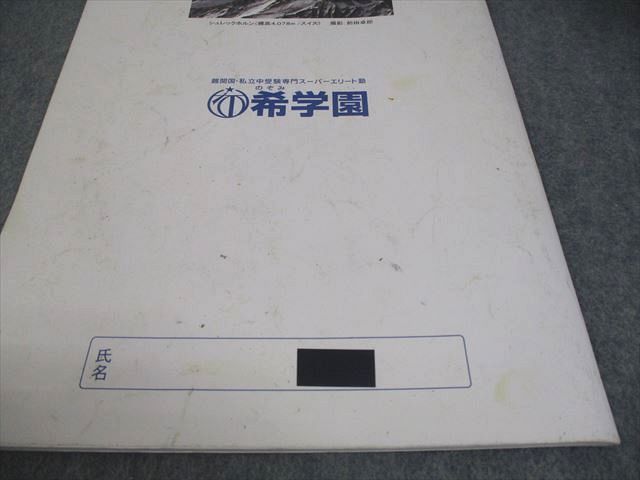 シュレックホルン(標高4,078m/スイス) 撮影 前田卓郎
難関国・私立中受験専門スーパーエリート塾
のぞみ
希学園
氏名